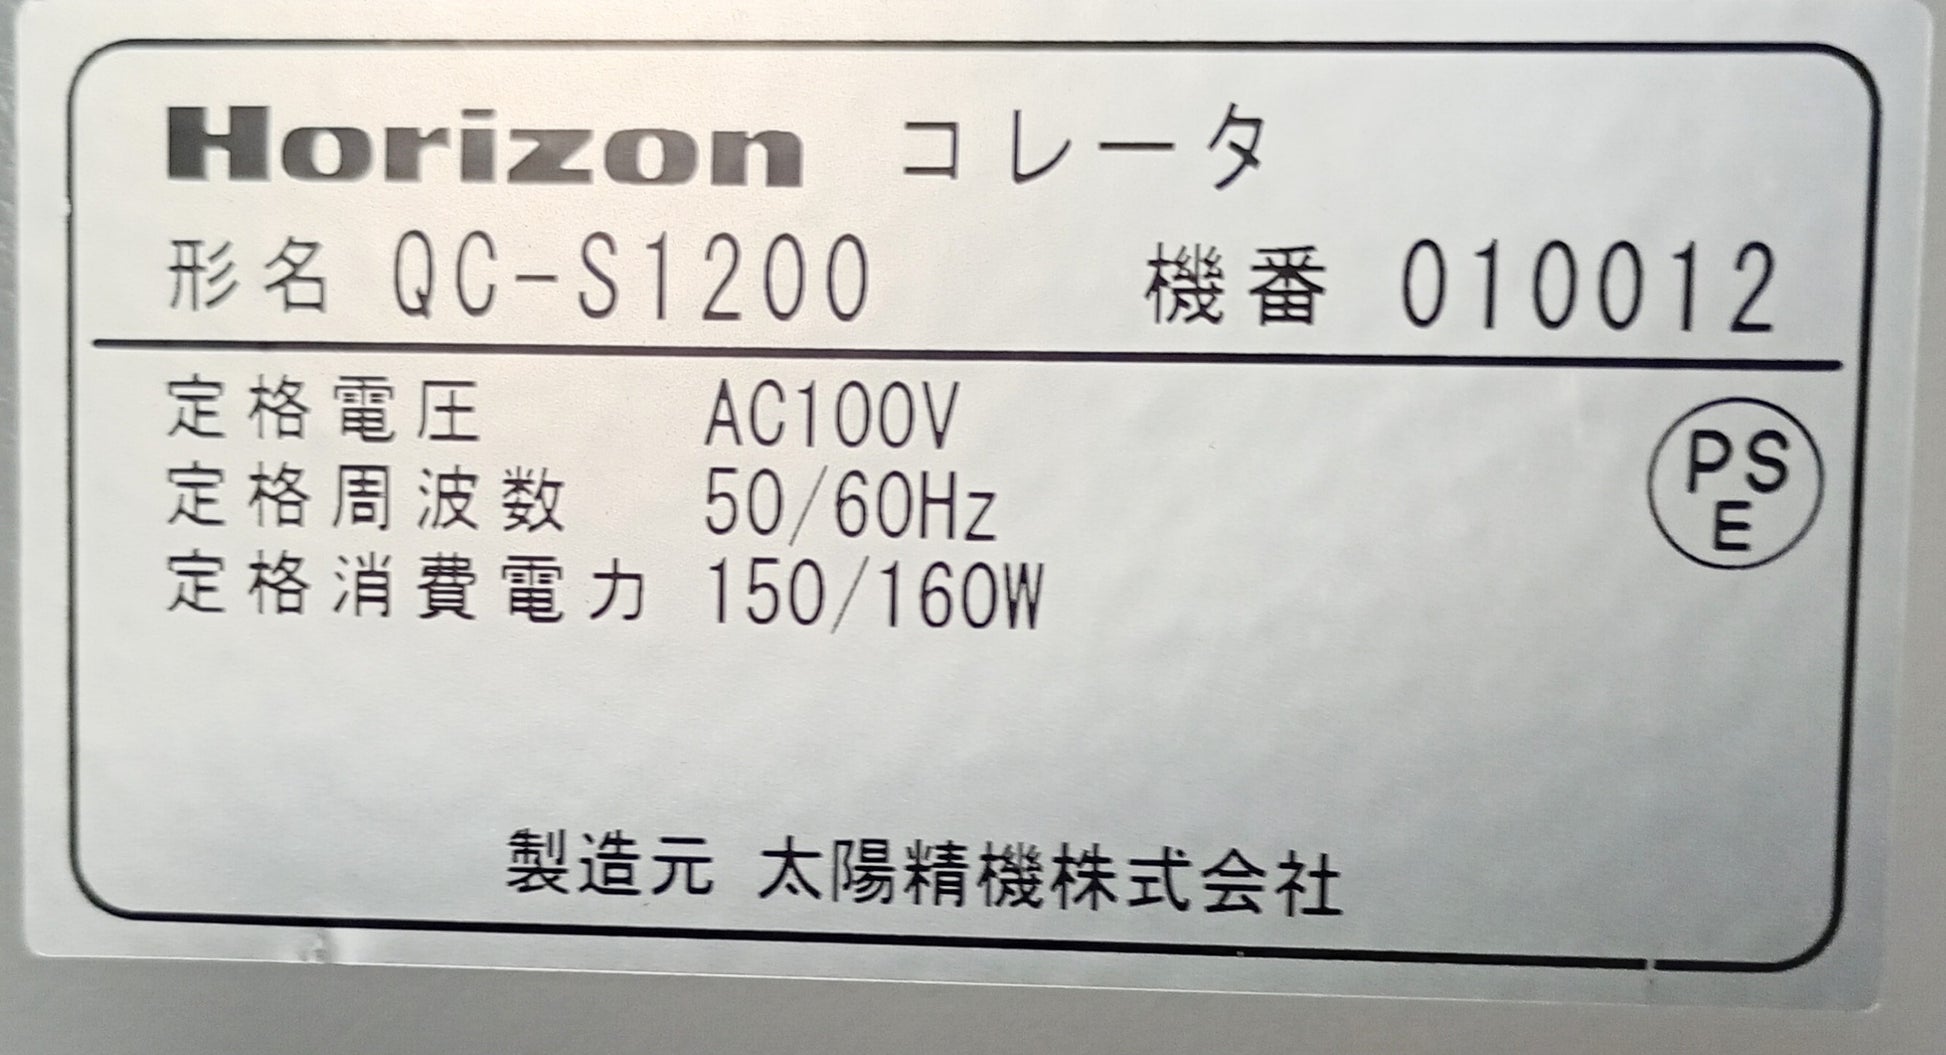 Horizon コレータ
形名 QC-S1200 機番 010012
定格電圧 AC100V
定格周波数 50/60Hz
定格消費電力 150/160W
PS
E
製造元 太陽精機株式会社